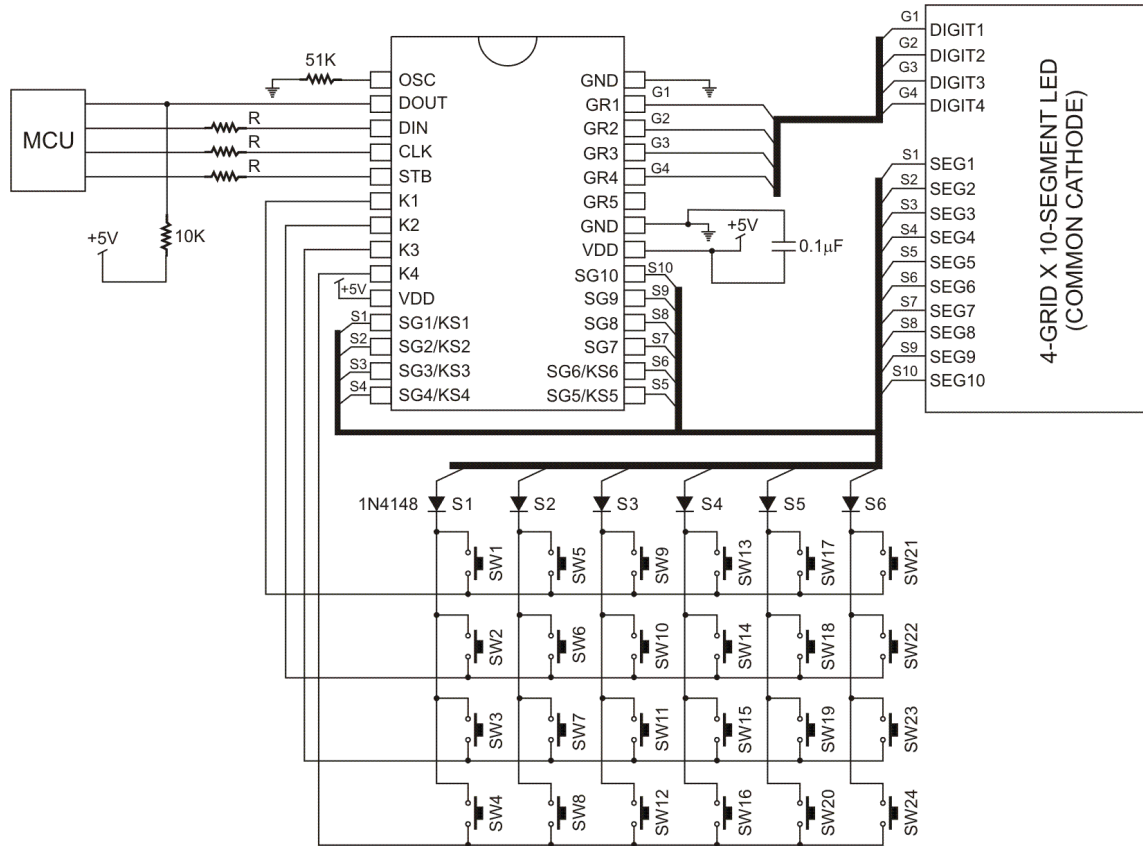 MCU
R
R
R
51K
+5V
10K
OSC
DOUT
DIN
CLK
STB
K1
K2
K3
K4
+5V
VDD
S1
SG1/KS1
S2
SG2/KS2
S3
SG3/KS3
S4
SG4/KS4
GND
GR1
G1
GR2
G2
GR3
G3
GR4
G4
GR5
GND
VDD
+5V
0.1μF
SG10
S10
SG9
S9
SG8
S8
SG7
S7
SG6/KS6
S6
SG5/KS5
S5
G1
DIGIT1
G2
DIGIT2
G3
DIGIT3
G4
DIGIT4
S1
SEG1
S2
SEG2
S3
SEG3
S4
SEG4
S5
SEG5
S6
SEG6
S7
SEG7
S8
SEG8
S9
SEG9
S10
SEG10
4-GRID X 10-SEGMENT LED
(COMMON CATHODE)
1N4148
S1
S2
S3
S4
S5
S6
SW1
SW5
SW9
SW13
SW17
SW21
SW2
SW6
SW10
SW14
SW18
SW22
SW3
SW7
SW11
SW15
SW19
SW23
SW4
SW8
SW12
SW16
SW20
SW24